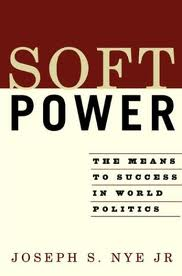 SOFT
POWER
THE MEANS
TO SUCCESS
IN WORLD
POLITICS
JOSEPH S. NYE JR